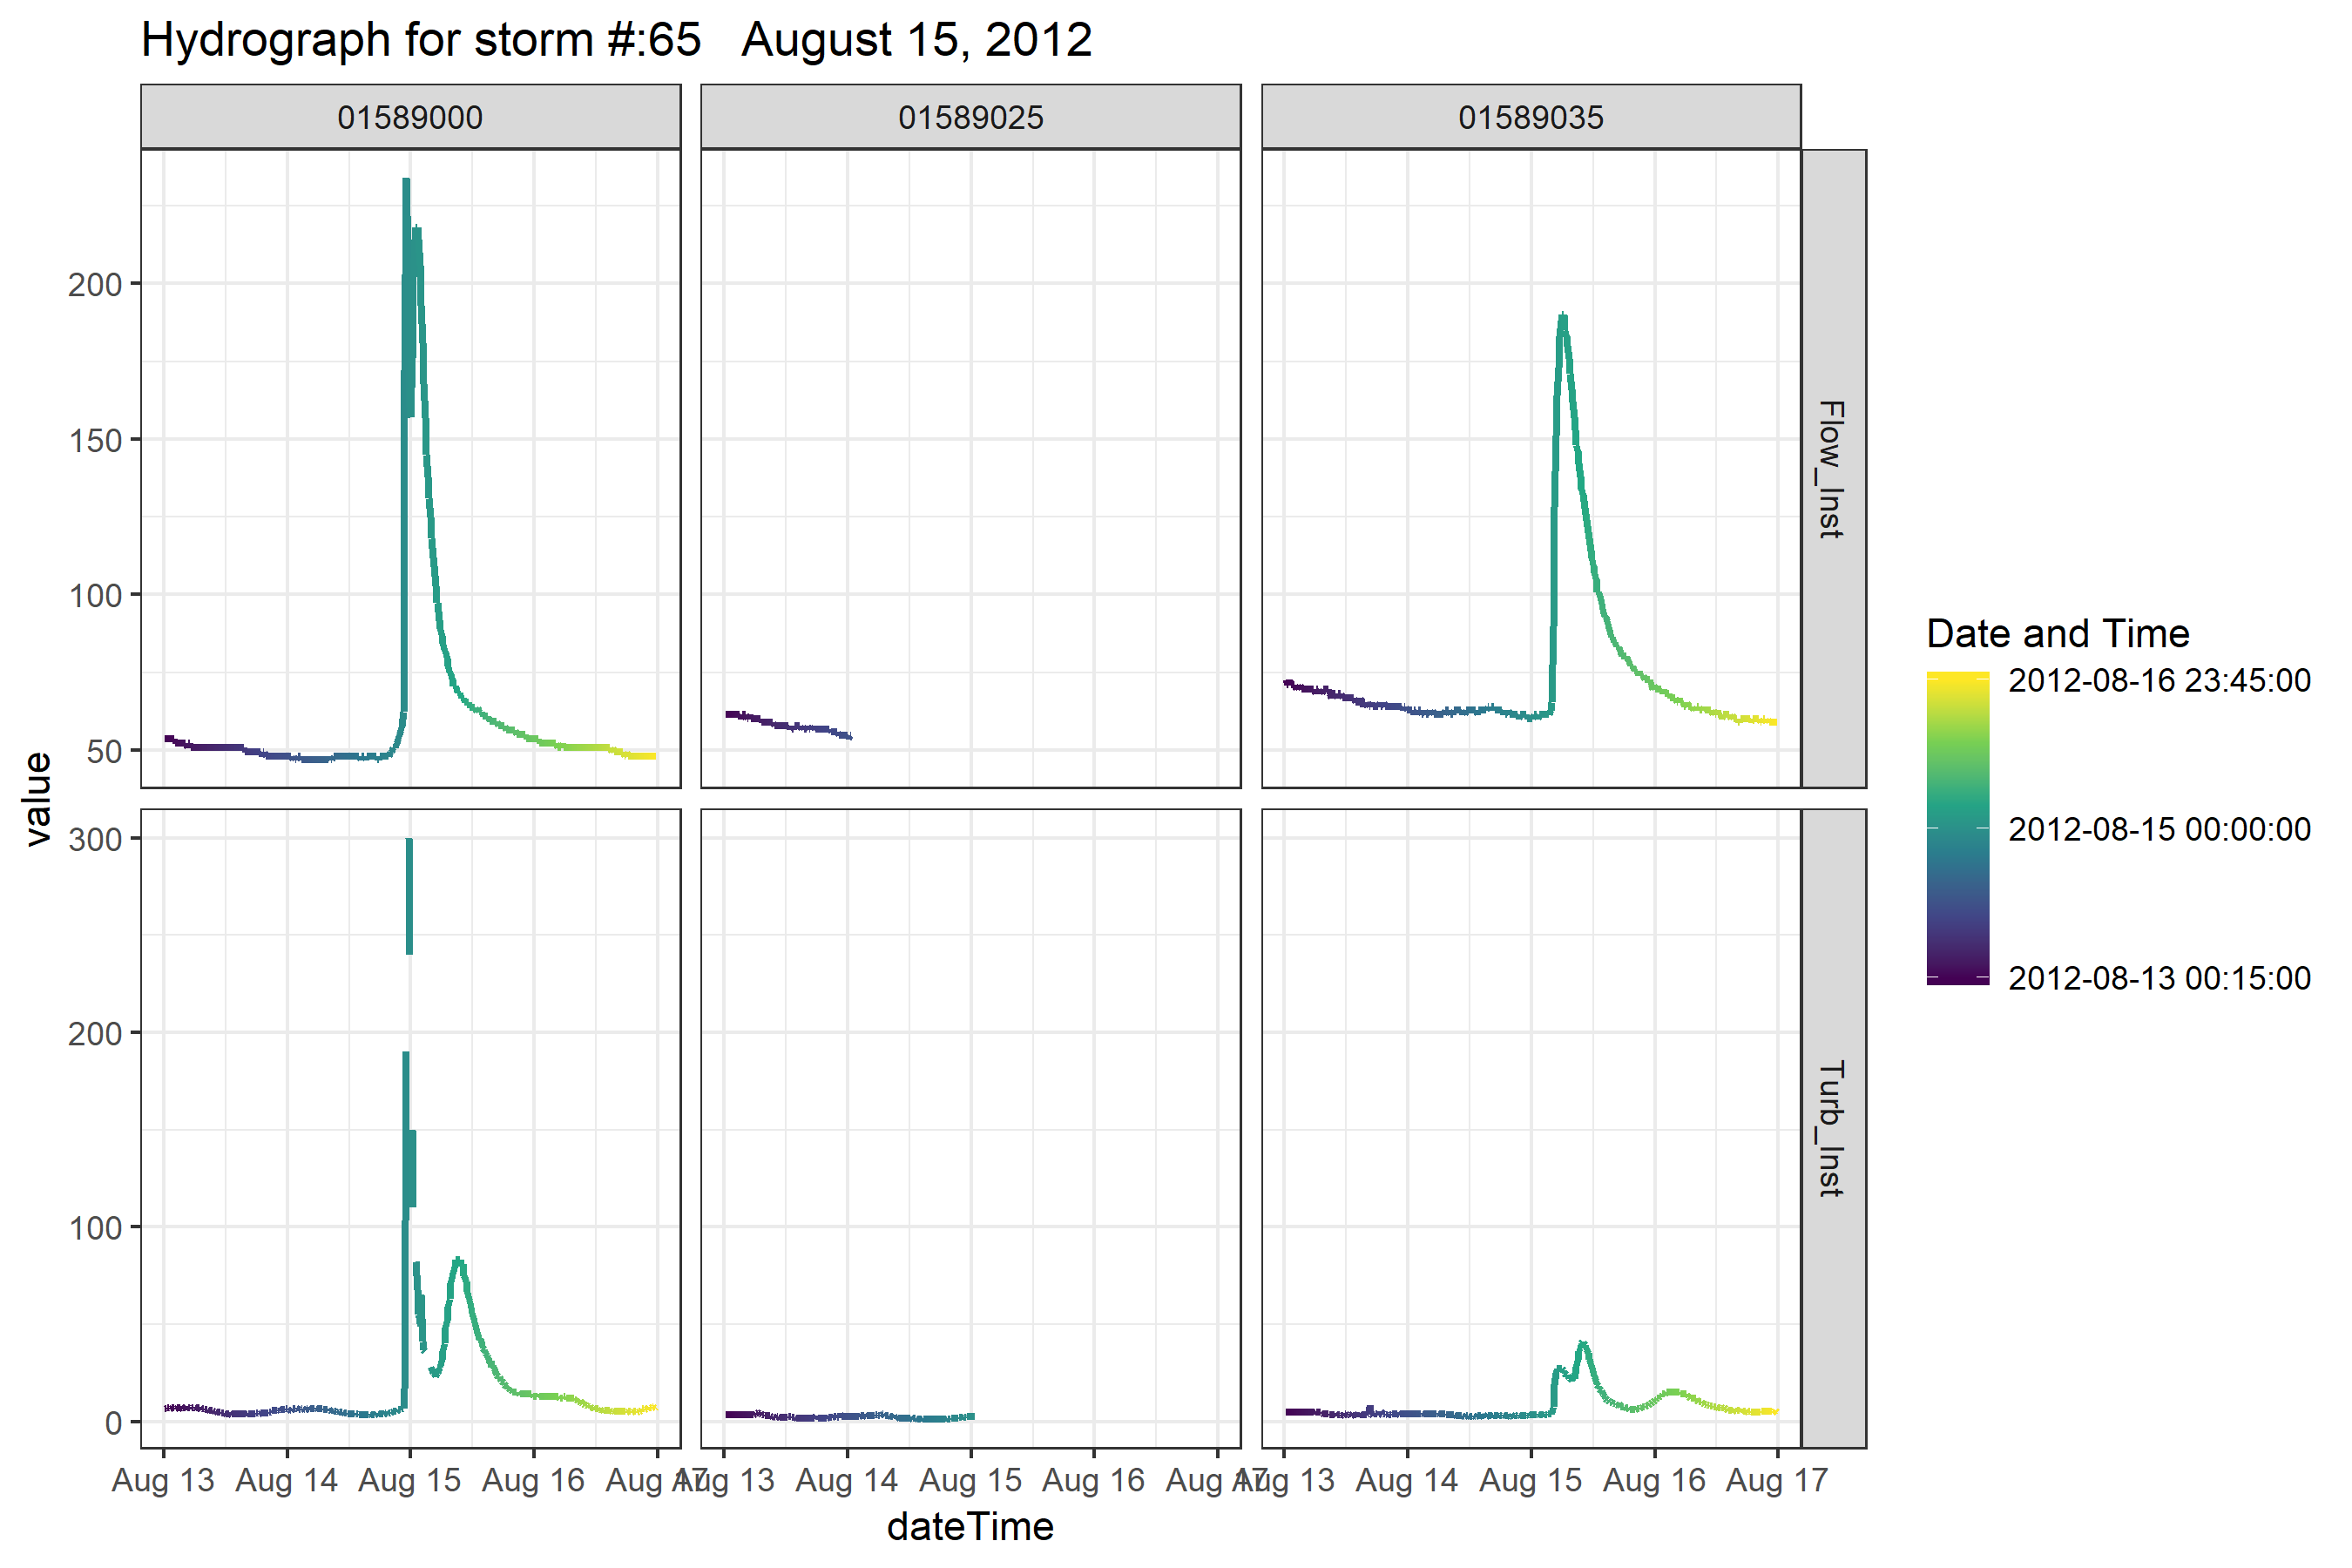 Hydrograph for storm #:65   August 15, 2012
01589000 01589025 01589035
200
150
100
50
Flow_Inst
value
300
200
100
0
Turb_Inst
Aug 13 Aug 14 Aug 15 Aug 16 Aug 17 Aug 13 Aug 14 Aug 15 Aug 16 Aug 17 Aug 13 Aug 14 Aug 15 Aug 16 Aug 17
dateTime
Date and Time
2012-08-16 23:45:00
2012-08-15 00:00:00
2012-08-13 00:15:00